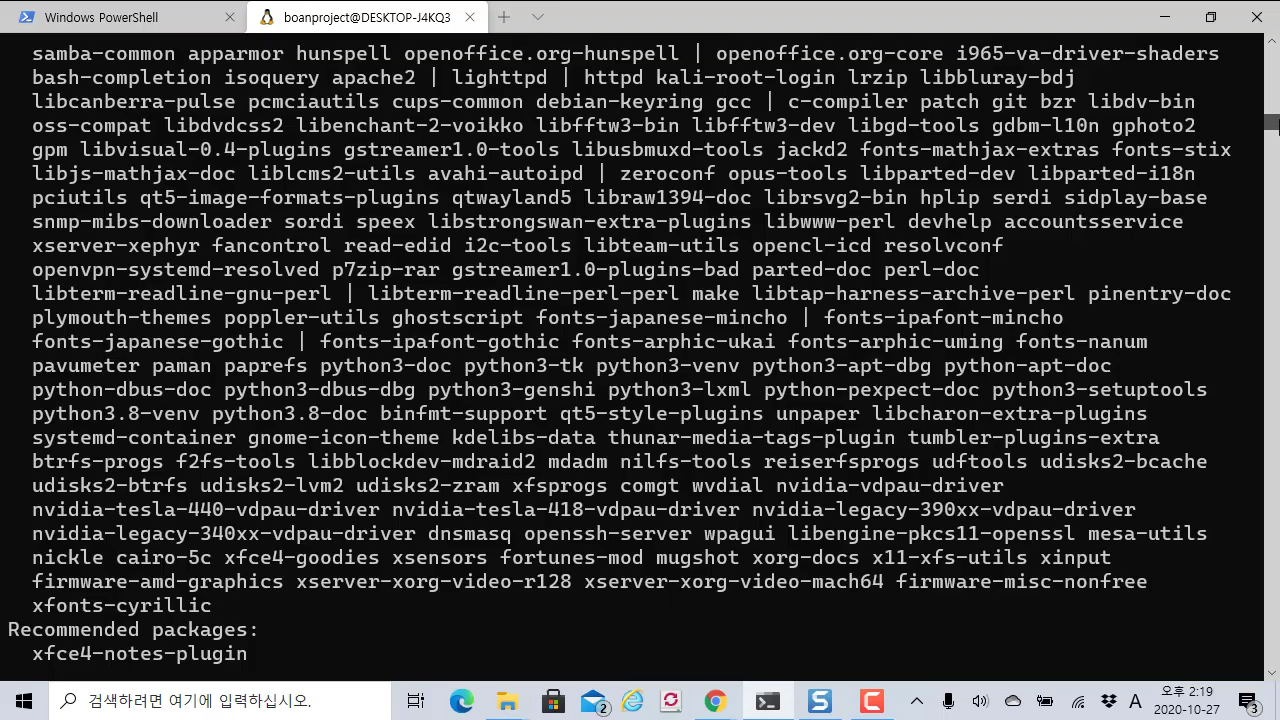 Windows PowerShell
boanproject@DESKTOP-J4KQ3
samba-common apparmor hunspell openoffice.org-hunspell | openoffice.org-core i965-va-driver-shaders
bash-completion isoquery apache2 | lighttpd | httpd kali-root-login lrzip libbluray-bdj
libcanberra-pulse pcmciautils cups-common debian-keyring gcc | c-compiler patch git bzr libdv-bin
oss-compat libdvdcss2 libenchant-2-voikko libfftw3-bin libfftw3-dev libgd-tools gdbm-l10n gphoto2
gpm libvisual-0.4-plugins gstreamer1.0-tools libusbmuxd-tools jackd2 fonts-mathjax-extras fonts-stix
libjs-mathjax-doc liblcms2-utils avahi-autoipd | zeroconf opus-tools libparted-dev libparted-i18n
pciutils qt5-image-formats-plugins qtwayland5 libraw1394-doc librsvg2-bin hplip serdi sidplay-base
snmp-mibs-downloader sordi speex libstrongswan-extra-plugins libwww-perl devhelp accountsservice
xserver-xephyr fancontrol read-edid i2c-tools libteam-utils opencl-icd resolvconf
openvpn-systemd-resolved p7zip-rar gstreamer1.0-plugins-bad parted-doc perl-doc
libterm-readline-gnu-perl | libterm-readline-perl-perl make libtap-harness-archive-perl pinentry-doc
plymouth-themes poppler-utils ghostscript fonts-japanese-mincho | fonts-ipafont-mincho
fonts-japanese-gothic | fonts-ipafont-gothic fonts-arphic-ukai fonts-arphic-uming fonts-nanum
pavumeter paman paprefs python3-doc python3-tk python3-venv python3-apt-dbg python-apt-doc
python-dbus-doc python3-dbus-dbg python3-genshi python3-lxml python-pexpect-doc python3-setuptools
python3.8-venv python3.8-doc binfmt-support qt5-style-plugins unpaper libcharon-extra-plugins
systemd-container gnome-icon-theme kdelibs-data thunar-media-tags-plugin tumbler-plugins-extra
btrfs-progs f2fs-tools libblockdev-mdraid2 mdadm nilfs-tools reiserfsprogs udftools udisks2-bcache
udisks2-btrfs udisks2-lvm2 udisks2-zram xfsprogs comgt wvdial nvidia-vdpau-driver
nvidia-tesla-440-vdpau-driver nvidia-tesla-418-vdpau-driver nvidia-legacy-390xx-vdpau-driver
nvidia-legacy-340xx-vdpau-driver dnsmasq openssh-server wpagui libengine-pkcs11-openssl mesa-utils
nickle cairo-5c xfce4-goodies xsensors fortunes-mod mugshot xorg-docs x11-xfs-utils xinput
firmware-amd-graphics xserver-xorg-video-r128 xserver-xorg-video-mach64 firmware-misc-nonfree
xfonts-cyrillic
Recommended packages:
xfce4-notes-plugin
검색하려면 여기에 입력하십시오.
2
S
C
A
오후 2:19
2020-10-27
3